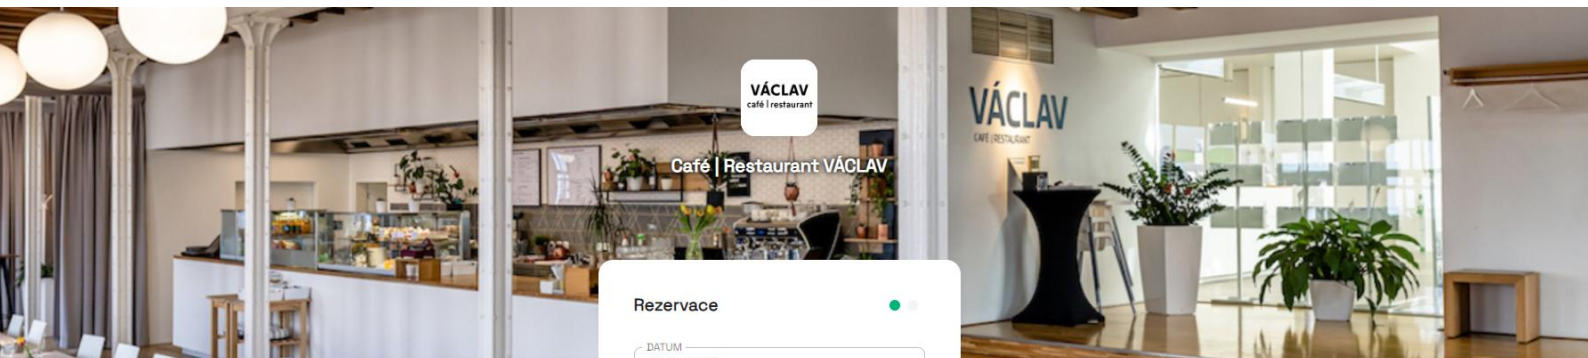 VÁCLAV
café | restaurant
Café | Restaurant VÁCLAV
VÁCLAV
CAFÉ | RESTAURANT
Rezervace
DATUM